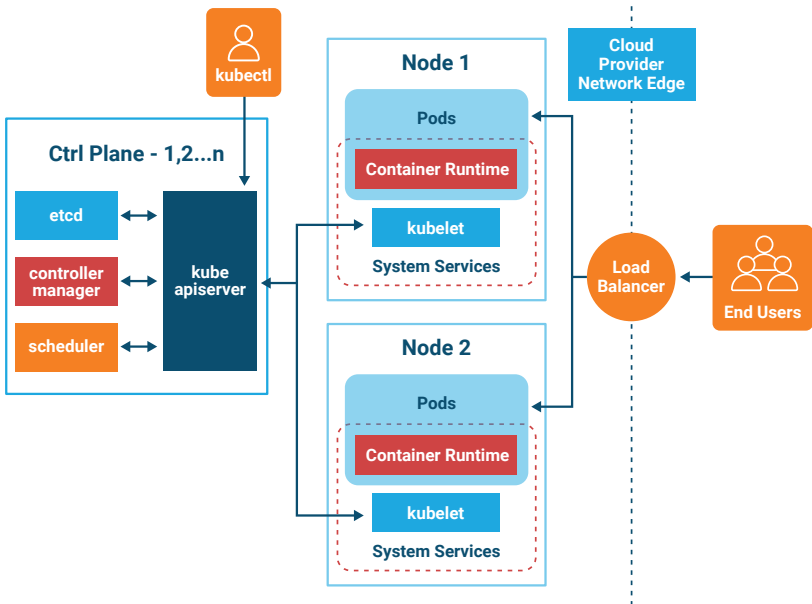 kubectl
Ctrl Plane - 1,2...n
etcd
controller
manager
scheduler
kube
apiserver
Node 1
Pods
Container Runtime
kubelet
System Services
Node 2
Pods
Container Runtime
kubelet
System Services
Cloud
Provider
Network Edge
Load
Balancer
End Users